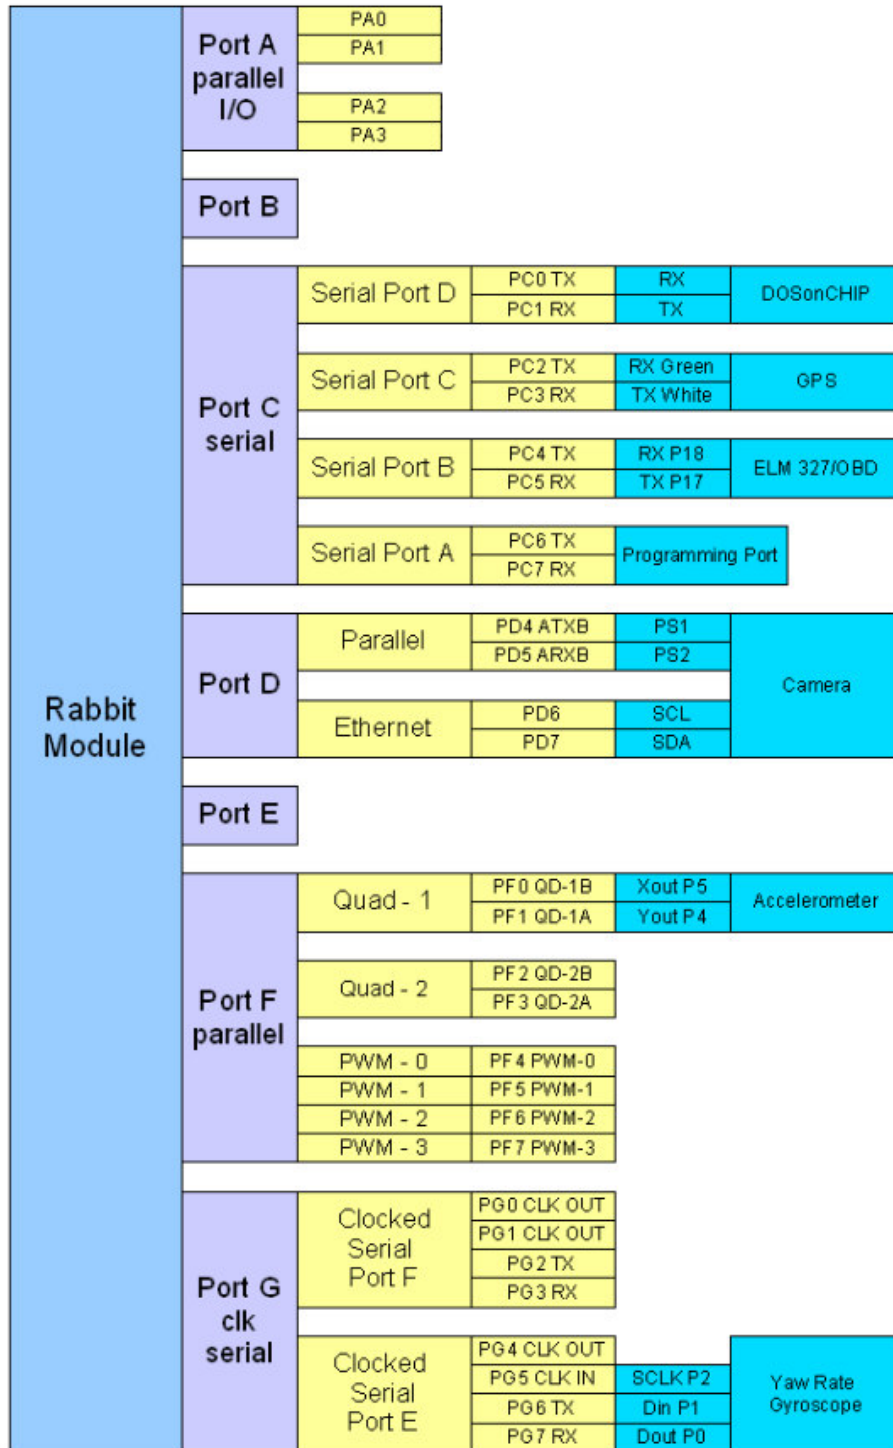 Rabbit
Module
Port A
parallel
I/O
PA0
PA1
PA2
PA3
Port B
Port C
serial
Serial Port D
PC0 TX
RX
DOSonCHIP
PC1 RX
TX
Serial Port C
PC2 TX
RX Green
GPS
PC3 RX
TX White
Serial Port B
PC4 TX
RX P18
ELM 327/OBD
PC5 RX
TX P17
Serial Port A
PC6 TX
Programming Port
PC7 RX
Port D
Parallel
PD4 ATXB
PS1
PD5 ARXB
PS2
Camera
Ethernet
PD6
SCL
PD7
SDA
Port E
Port F
parallel
Quad - 1
PF0 QD-1B
Xout P5
Accelerometer
PF1 QD-1A
Yout P4
Quad - 2
PF2 QD-2B
PF3 QD-2A
PWM - 0
PF4 PWM-0
PWM - 1
PF5 PWM-1
PWM - 2
PF6 PWM-2
PWM - 3
PF7 PWM-3
Port G
clk
serial
Clocked
Serial
Port F
PG0 CLK OUT
PG1 CLK OUT
PG2 TX
PG3 RX
Clocked
Serial
Port E
PG4 CLK OUT
PG5 CLK IN
SCLK P2
PG6 TX
Din P1
PG7 RX
Dout P0
Yaw Rate
Gyroscope